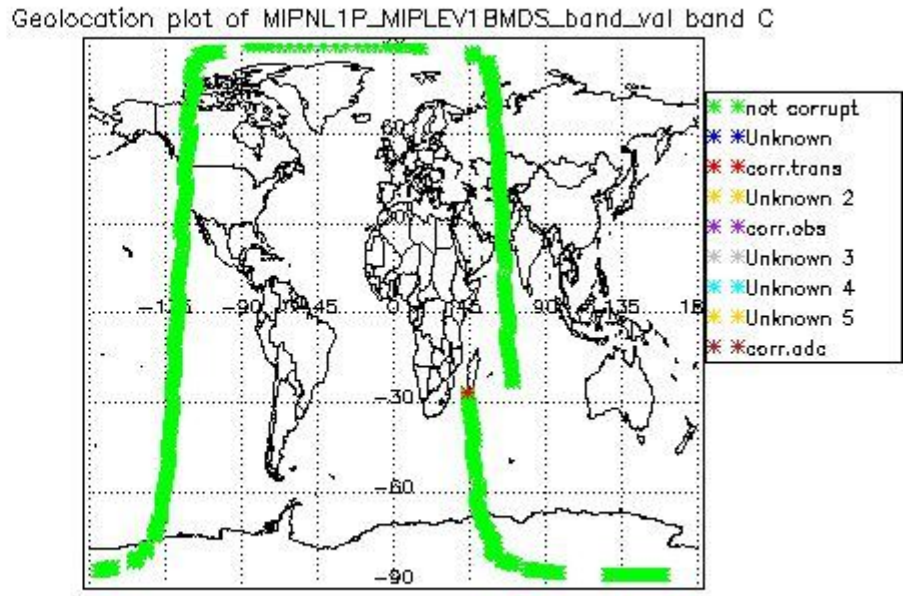 Geolocation plot of MIPNL1P_MIPLEV1BMDS_band_val band C
not corrupt
Unknown
corr.trans
Unknown 2
corr.obs
Unknown 3
Unknown 4
Unknown 5
corr.adc
60
-90
-45
0
45
90
135
-30
-60
-90